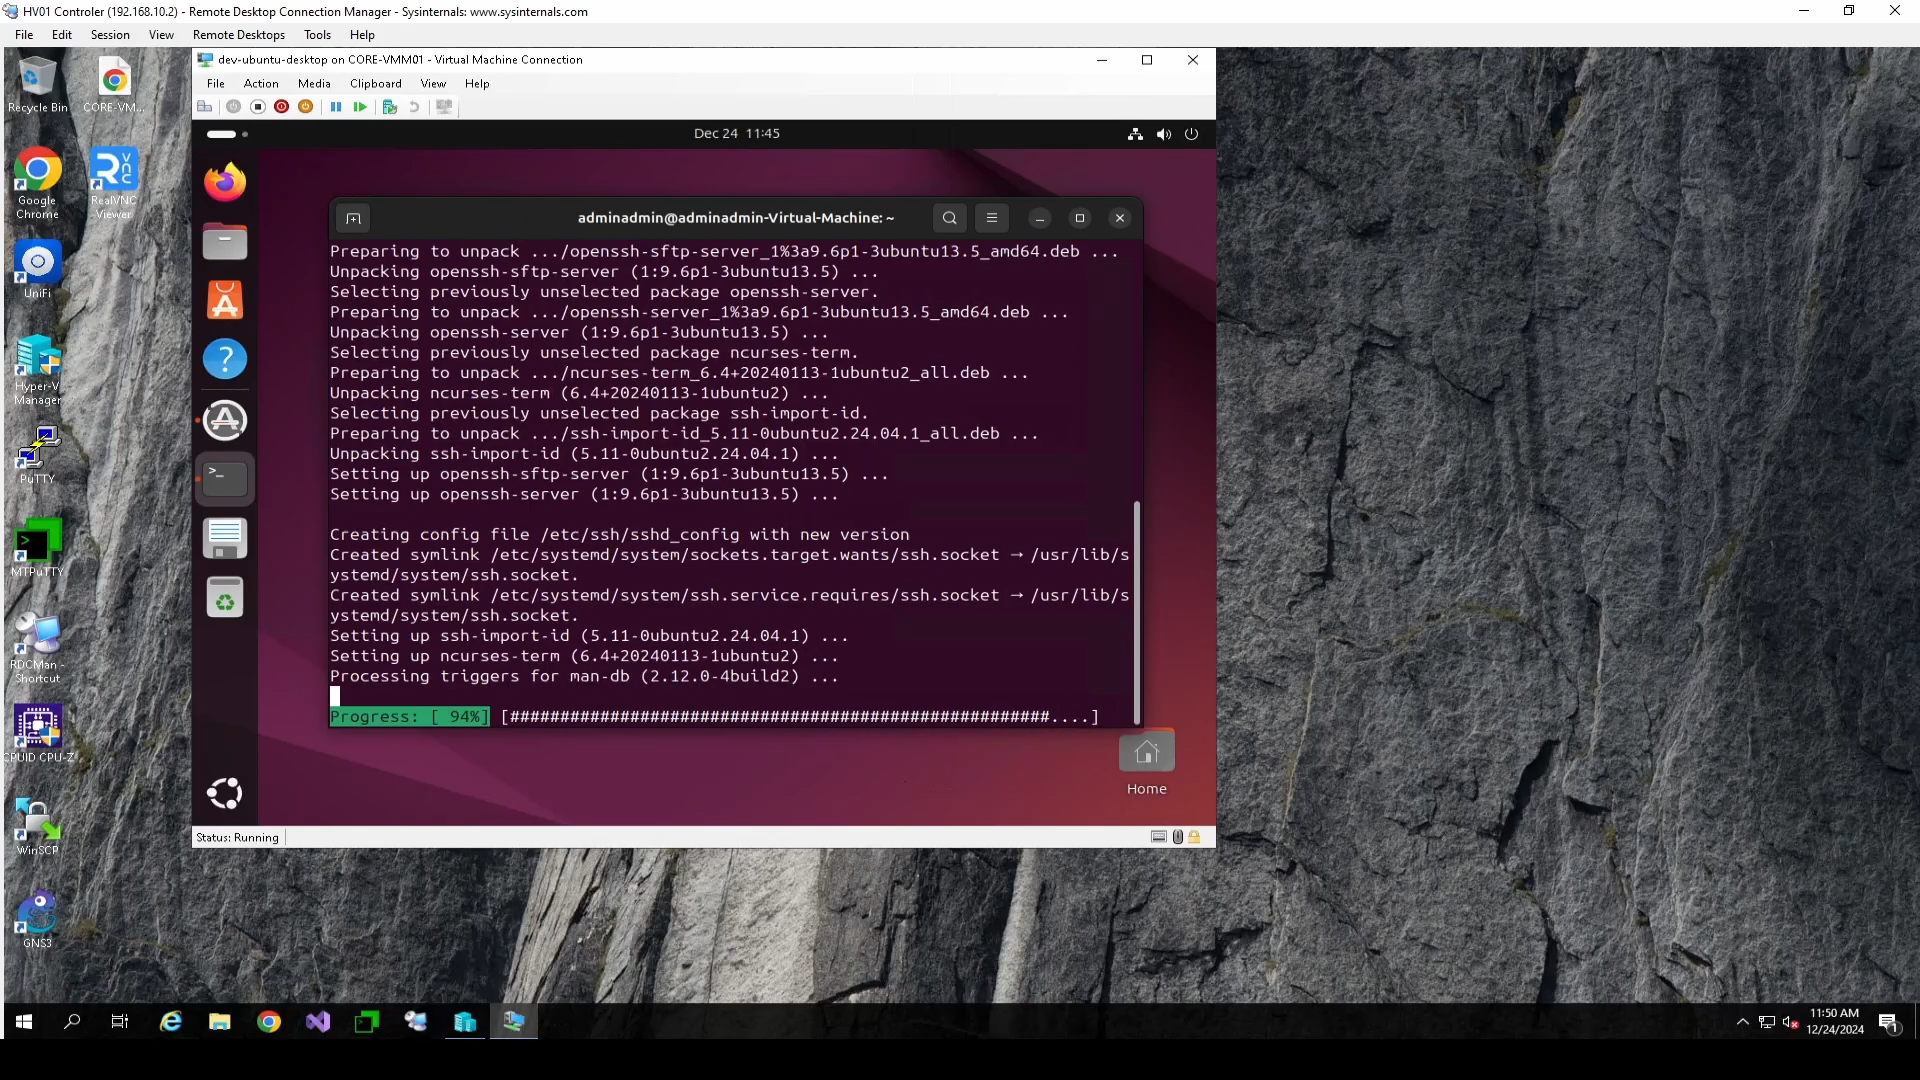 HV01 Controler (192.168.10.2) - Remote Desktop Connection Manager - Sysinternals: www.sysinternals.com
File Edit Session View Remote Desktops Tools Help
Recycle Bin
CORE-VM...
Google Chrome
RealVNC Viewer
UniFi
Hyper-V Manager
PuTTY
MTPuTTY
RDCMan - Shortcut
CPUID CPU-Z
WinSCP
GNS3
dev-ubuntu-desktop on CORE-VMM01 - Virtual Machine Connection
File Action Media Clipboard View Help
Dec 24 11:45
adminadmin@adminadmin-Virtual-Machine: ~
Preparing to unpack .../openssh-sftp-server_1%3a9.6p1-3ubuntu13.5_amd64.deb ...
Unpacking openssh-sftp-server (1:9.6p1-3ubuntu13.5) ...
Selecting previously unselected package openssh-server.
Preparing to unpack .../openssh-server_1%3a9.6p1-3ubuntu13.5_amd64.deb ...
Unpacking openssh-server (1:9.6p1-3ubuntu13.5) ...
Selecting previously unselected package ncurses-term.
Preparing to unpack .../ncurses-term_6.4+20240113-1ubuntu2_all.deb ...
Unpacking ncurses-term (6.4+20240113-1ubuntu2) ...
Selecting previously unselected package ssh-import-id.
Preparing to unpack .../ssh-import-id_5.11-0ubuntu2.24.04.1_all.deb ...
Unpacking ssh-import-id (5.11-0ubuntu2.24.04.1) ...
Setting up openssh-sftp-server (1:9.6p1-3ubuntu13.5) ...
Setting up openssh-server (1:9.6p1-3ubuntu13.5) ...
Creating config file /etc/ssh/sshd_config with new version
Created symlink /etc/systemd/system/sockets.target.wants/ssh.socket → /usr/lib/s
ystemd/system/ssh.socket.
Created symlink /etc/systemd/system/ssh.service.requires/ssh.socket → /usr/lib/s
ystemd/system/ssh.socket.
Setting up ssh-import-id (5.11-0ubuntu2.24.04.1) ...
Setting up ncurses-term (6.4+20240113-1ubuntu2) ...
Processing triggers for man-db (2.12.0-4build2) ...
Progress: [ 94%] [######################################################....]
Home
Status: Running
11:50 AM
12/24/2024
1